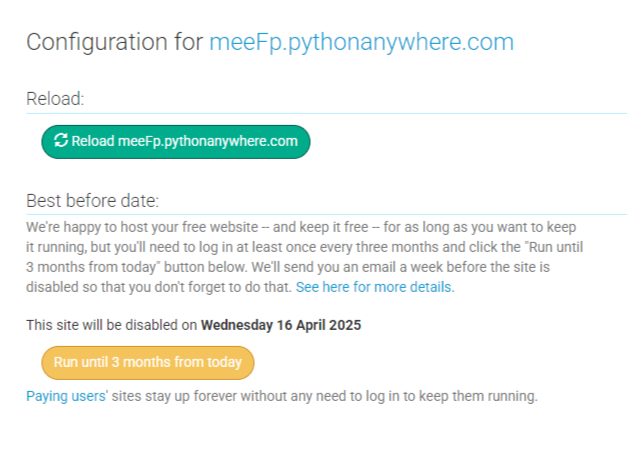 Configuration for meeFp.pythonanywhere.com
Reload:
Reload meeFp.pythonanywhere.com
Best before date:
We're happy to host your free website -- and keep it free -- for as long as you want to keep
it running, but you'll need to log in at least once every three months and click the "Run until
3 months from today" button below. We'll send you an email a week before the site is
disabled so that you don't forget to do that. See here for more details.
This site will be disabled on Wednesday 16 April 2025
Run until 3 months from today
Paying users' sites stay up forever without any need to log in to keep them running.